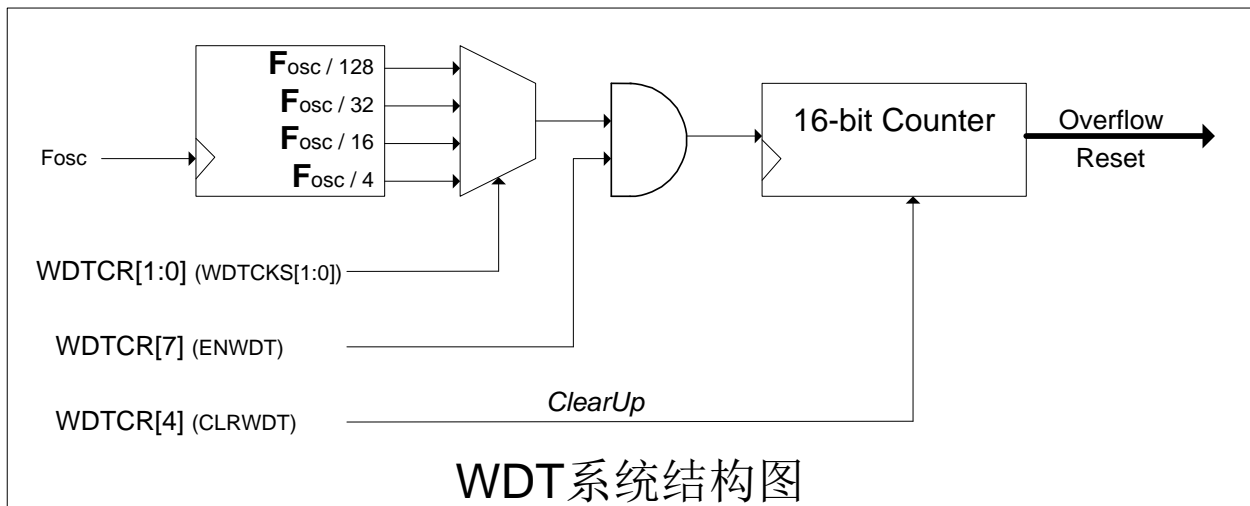 Fosc / 128
Fosc / 32
Fosc / 16
Fosc / 4
Fosc
16-bit Counter
Overflow
Reset
WDTCR[1:0] (WDTCKS[1:0])
WDTCR[7] (ENWDT)
WDTCR[4] (CLRWDT)
ClearUp
WDT系统结构图